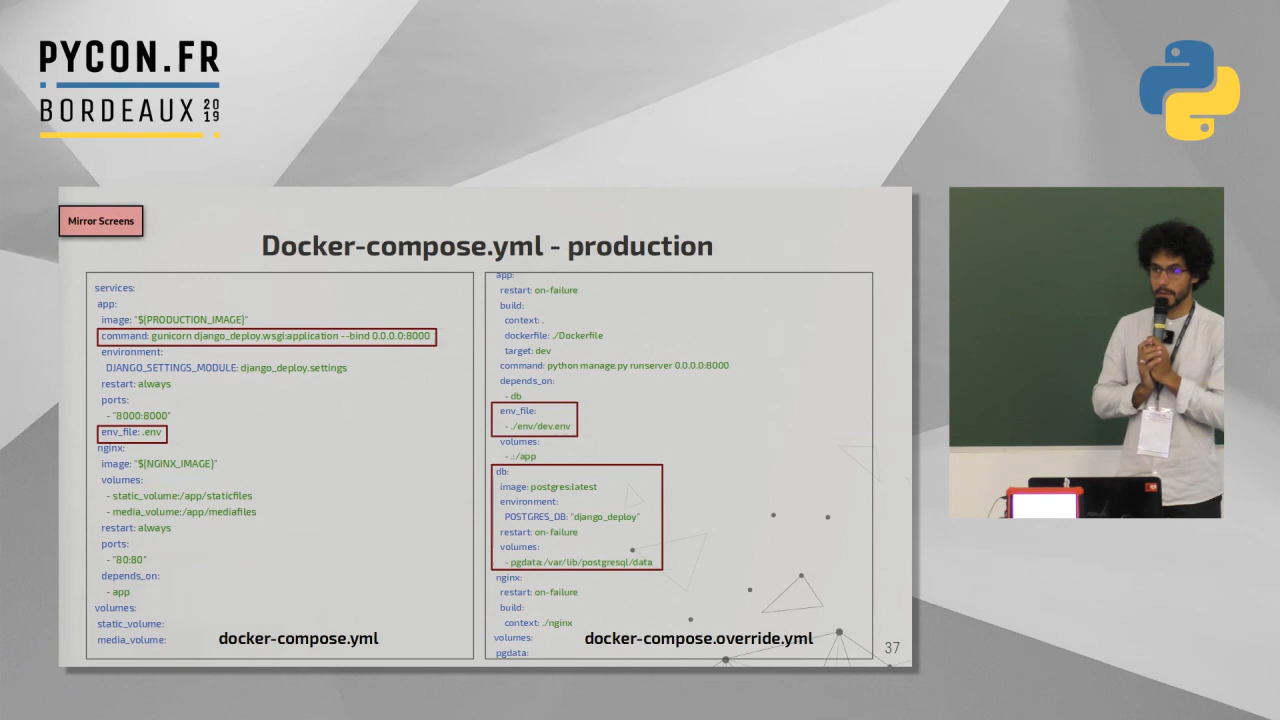 PYCON.FR
BORDEAUX 2019
Mirror Screens
Docker-compose.yml - production
services:
app:
image: "${PRODUCTION_IMAGE}"
command: gunicorn django_deploy.wsgi:application --bind 0.0.0.0:8000
environment:
DJANGO_SETTINGS_MODULE: django_deploy.settings
restart: always
ports:
- "8000:8000"
env_file: .env
nginx:
image: "${NGINX_IMAGE}"
volumes:
- static_volume:/app/staticfiles
- media_volume:/app/mediafiles
restart: always
ports:
- "80:80"
depends_on:
- app
volumes:
static_volume:
media_volume:
docker-compose.yml
app:
restart: on-failure
build:
context: .
dockerfile: ./Dockerfile
target: dev
command: python manage.py runserver 0.0.0.0:8000
depends_on:
- db
env_file:
- ./env/dev.env
volumes:
- .:/app
db:
image: postgres:latest
environment:
POSTGRES_DB: "django_deploy"
restart: on-failure
volumes:
- pgdata:/var/lib/postgresql/data
nginx:
restart: on-failure
build:
context: ./nginx
volumes:
pgdata:
docker-compose.override.yml
37